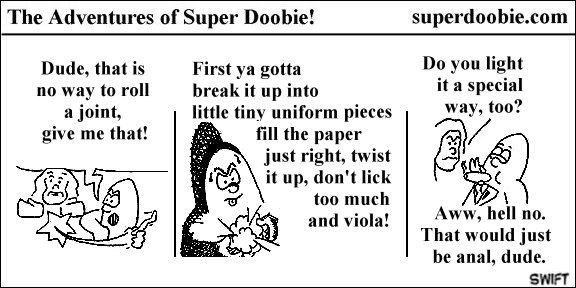 The Adventures of Super Doobie!
superdoobie.com
Dude, that is
no way to roll
a joint,
give me that!
First ya gotta
break it up into
little tiny uniform pieces
fill the paper
just right, twist
it up, don't lick
too much
and viola!
Do you light
it a special
way, too?
Aww, hell no.
That would just
be anal, dude.
SWIFT